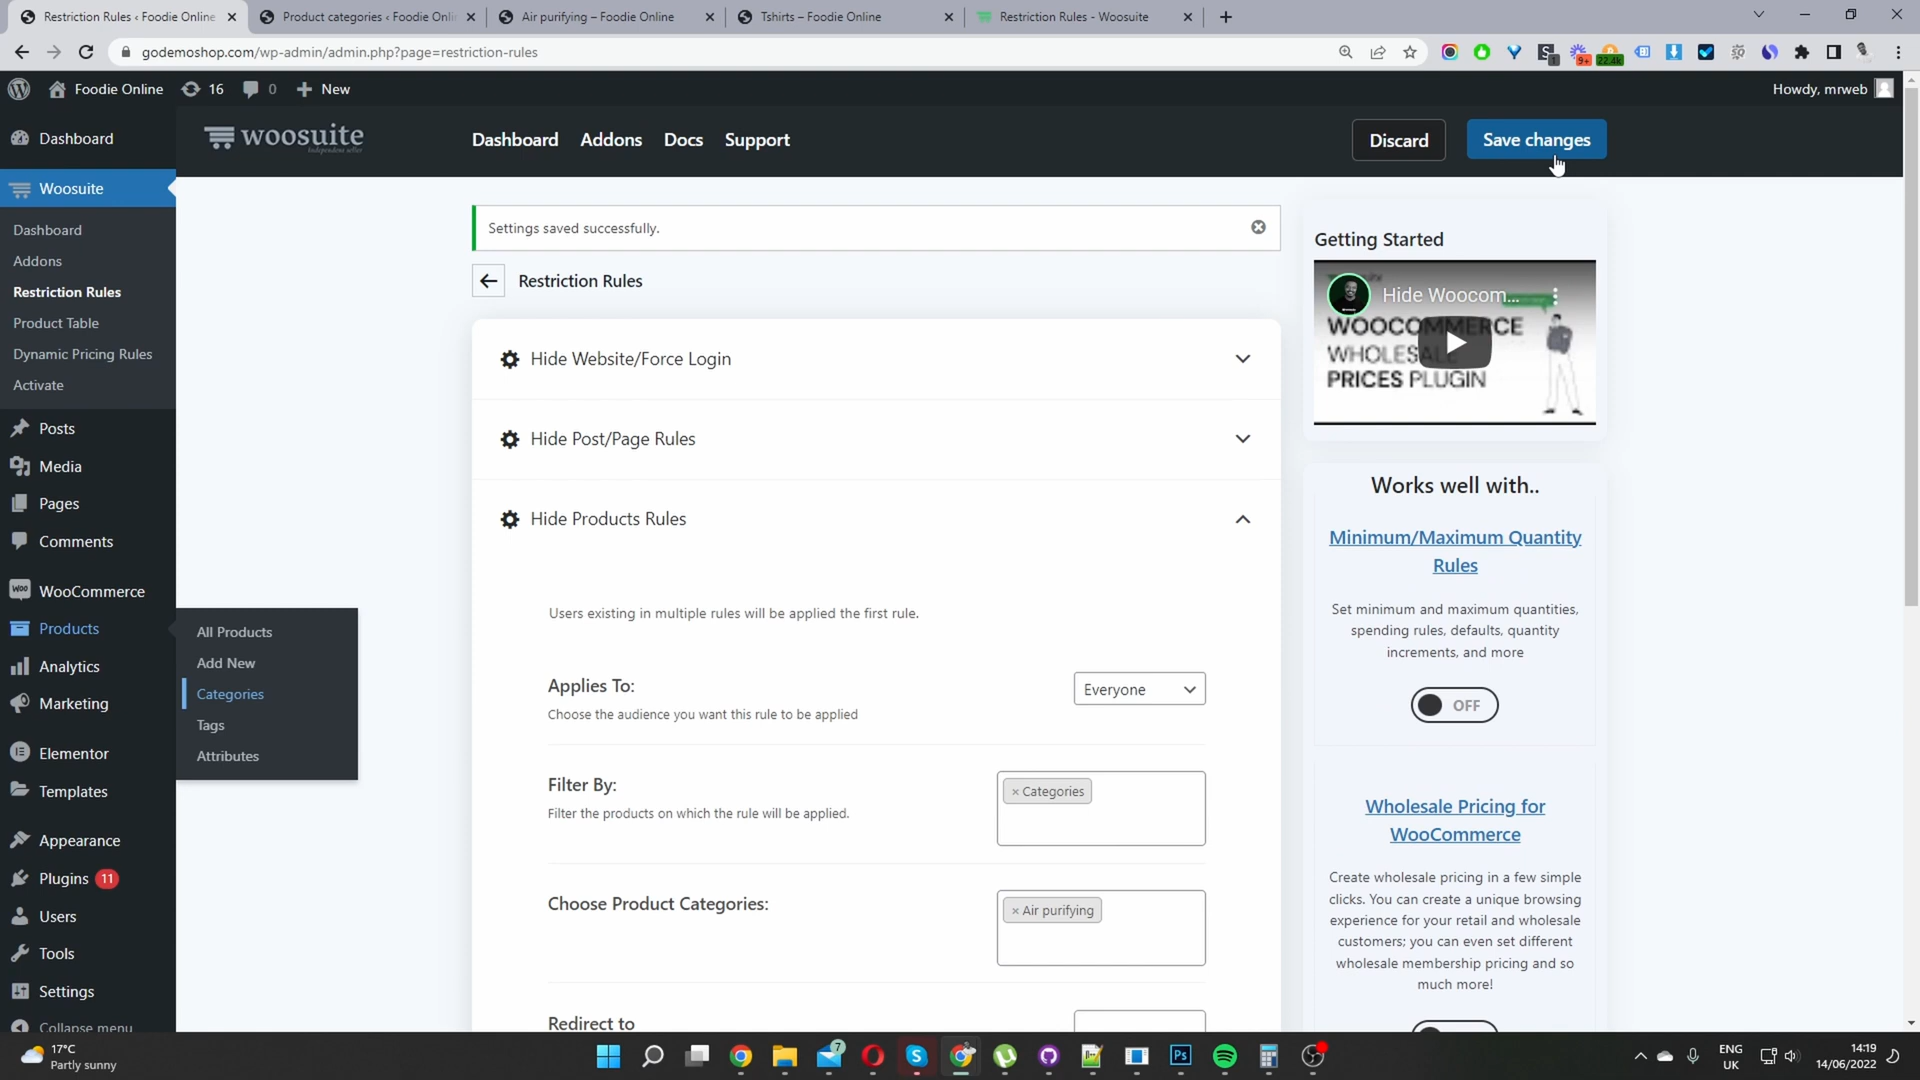 Restriction Rules ‹ Foodie Online
Product categories ‹ Foodie Onlin
Air purifying – Foodie Online
Tshirts – Foodie Online
Restriction Rules - Woosuite
godemoshop.com/wp-admin/admin.php?page=restriction-rules
9+
22.4k
Foodie Online
16
0
New
Howdy, mrweb
Dashboard
Woosuite
Dashboard
Addons
Restriction Rules
Product Table
Dynamic Pricing Rules
Activate
Posts
Media
Pages
Comments
WooCommerce
Products
Analytics
Marketing
Elementor
Templates
Appearance
Plugins 11
Users
Tools
Settings
Collapse menu
All Products
Add New
Categories
Tags
Attributes
woosuite
Independent seller
Dashboard
Addons
Docs
Support
Discard
Save changes
Settings saved successfully.
Restriction Rules
Hide Website/Force Login
Hide Post/Page Rules
Hide Products Rules
Users existing in multiple rules will be applied the first rule.
Applies To:
Choose the audience you want this rule to be applied
Everyone
Filter By:
Filter the products on which the rule will be applied.
× Categories
Choose Product Categories:
× Air purifying
Redirect to
Getting Started
Hide Woocom...
WOOCOMMERCE
WHOLESALE
PRICES PLUGIN
Works well with..
Minimum/Maximum Quantity
Rules
Set minimum and maximum quantities,
spending rules, defaults, quantity
increments, and more
OFF
Wholesale Pricing for
WooCommerce
Create wholesale pricing in a few simple
clicks. You can create a unique browsing
experience for your retail and wholesale
customers; you can even set different
wholesale membership pricing and so
much more!
17°C
Partly sunny
7
Ps
ENG
UK
14:19
14/06/2022